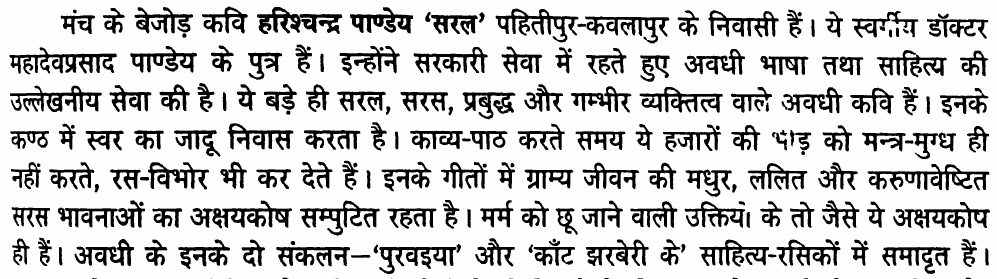 मंच के बेजोड़ कवि हरिश्चन्द्र पाण्डेय ‘सरल’ पहितीपुर-कवलापुर के निवासी हैं। ये स्वर्गीय डॉक्टर
महादेवप्रसाद पाण्डेय के पुत्र हैं। इन्होंने सरकारी सेवा में रहते हुए अवधी भाषा तथा साहित्य की
उल्लेखनीय सेवा की है। ये बड़े ही सरल, सरस, प्रबुद्ध और गम्भीर व्यक्तित्व वाले अवधी कवि हैं। इनके
कण्ठ में स्वर का जादू निवास करता है। काव्य-पाठ करते समय ये हजारों की भीड़ को मन्त्र-मुग्ध ही
नहीं करते, रस-विभोर भी कर देते हैं। इनके गीतों में ग्राम्य जीवन की मधुर, ललित और करुणावेष्टित
सरस भावनाओं का अक्षयकोष सम्पुटित रहता है। मर्म को छू जाने वाली उक्तियों के तो जैसे ये अक्षयकोष
ही हैं। अवधी के इनके दो संकलन–‘पुरवइया’ और ‘काँट झरबेरी के’ साहित्य-रसिकों में समादृत हैं।